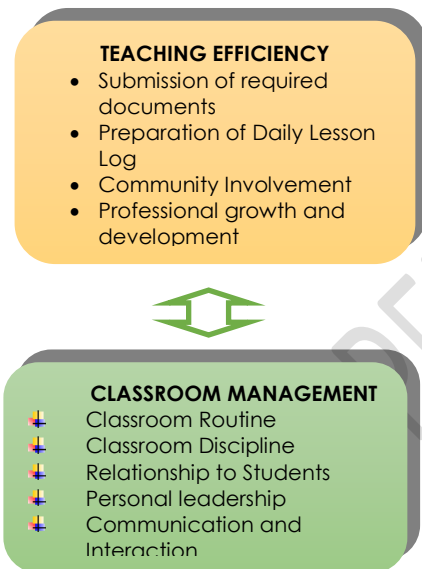 TEACHING EFFICIENCY
• Submission of required
documents
• Preparation of Daily Lesson
Log
• Community Involvement
• Professional growth and
development
CLASSROOM MANAGEMENT
Classroom Routine
Classroom Discipline
Relationship to Students
Personal leadership
Communication and
Interaction